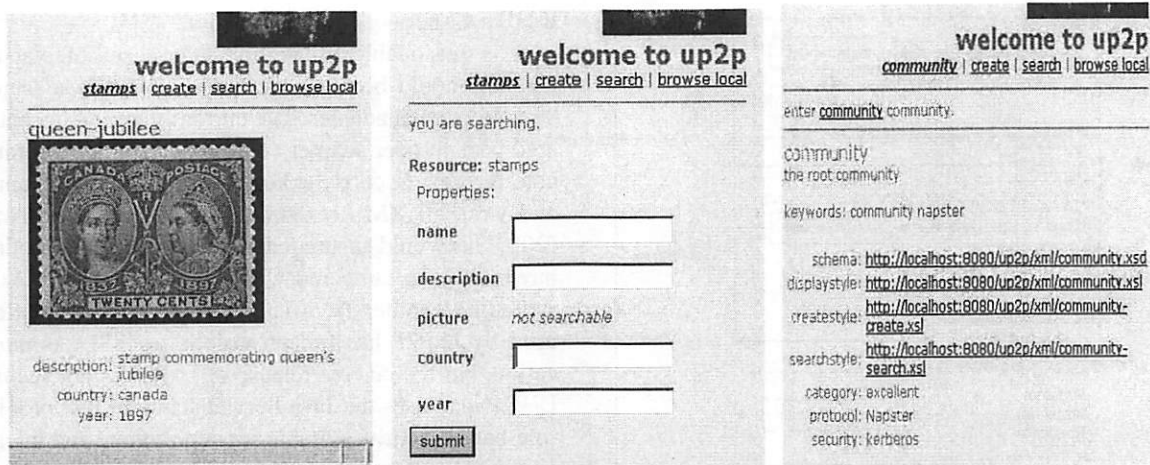 welcome to up2p
stamps | create | search | browse local
queen-jubilee
CANADA POSTAGE
1837 1897
TWENTY CENTS
description: stamp commemorating queen's
jubilee
country: canada
year: 1897
welcome to up2p
stamps | create | search | browse local
you are searching.
Resource: stamps
Properties:
name
description
picture not searchable
country
year
submit
welcome to up2p
community | create | search | browse local
enter community community.
community
the root community
keywords: community napster
schema: http://localhost:8080/up2p/xml/community.xsd
displaystyle: http://localhost:8080/up2p/xml/community.xsl
createstyle: http://localhost:8080/up2p/xml/community-
create.xsl
searchstyle: http://localhost:8080/up2p/xml/community-
search.xsl
category: excellent
protocol: Napster
security: kerberos